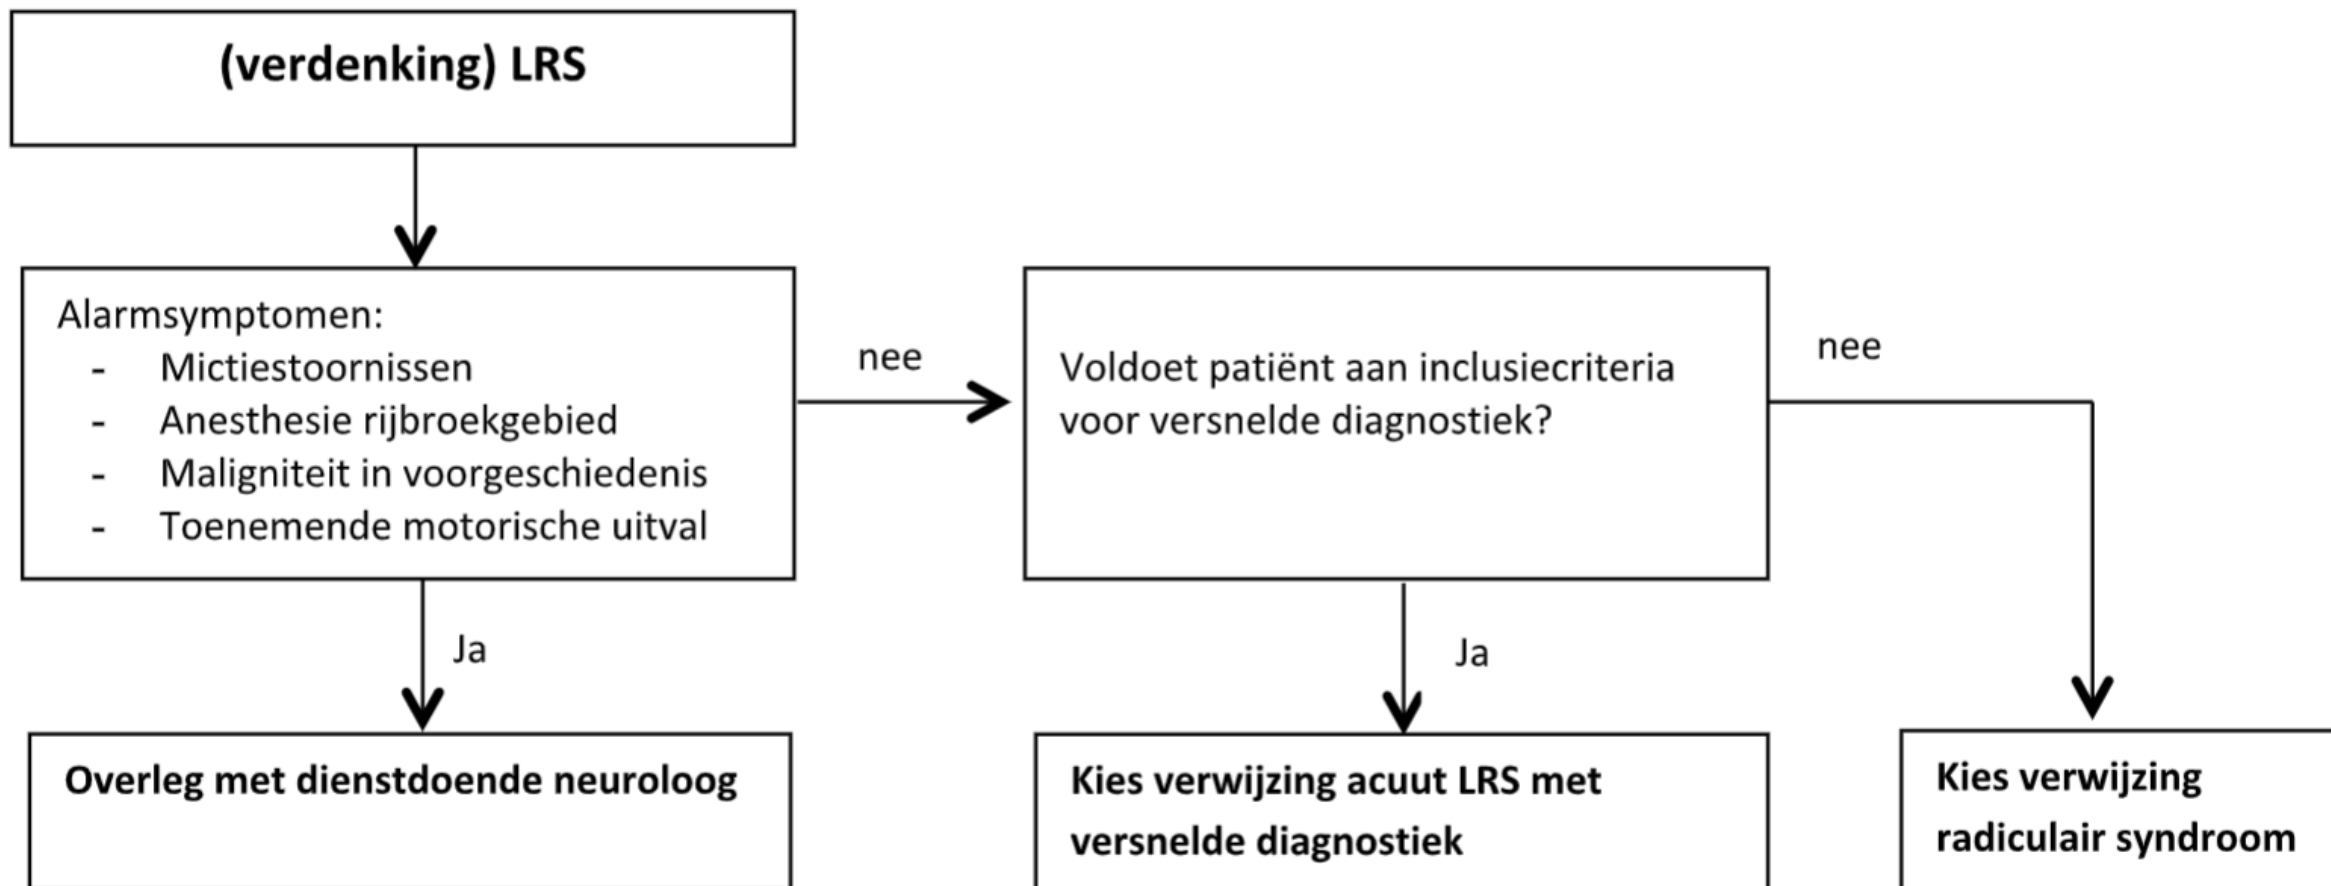 (verdenking) LRS
Alarmsymptomen:
- Mictiestoornissen
- Anesthesie rijbroekgebied
- Maligniteit in voorgeschiedenis
- Toenemende motorische uitval
nee
Voldoet patiënt aan inclusiecriteria
voor versnelde diagnostiek?
nee
Ja
Ja
Overleg met dienstdoende neuroloog
Kies verwijzing acuut LRS met
versnelde diagnostiek
Kies verwijzing
radiculair syndroom